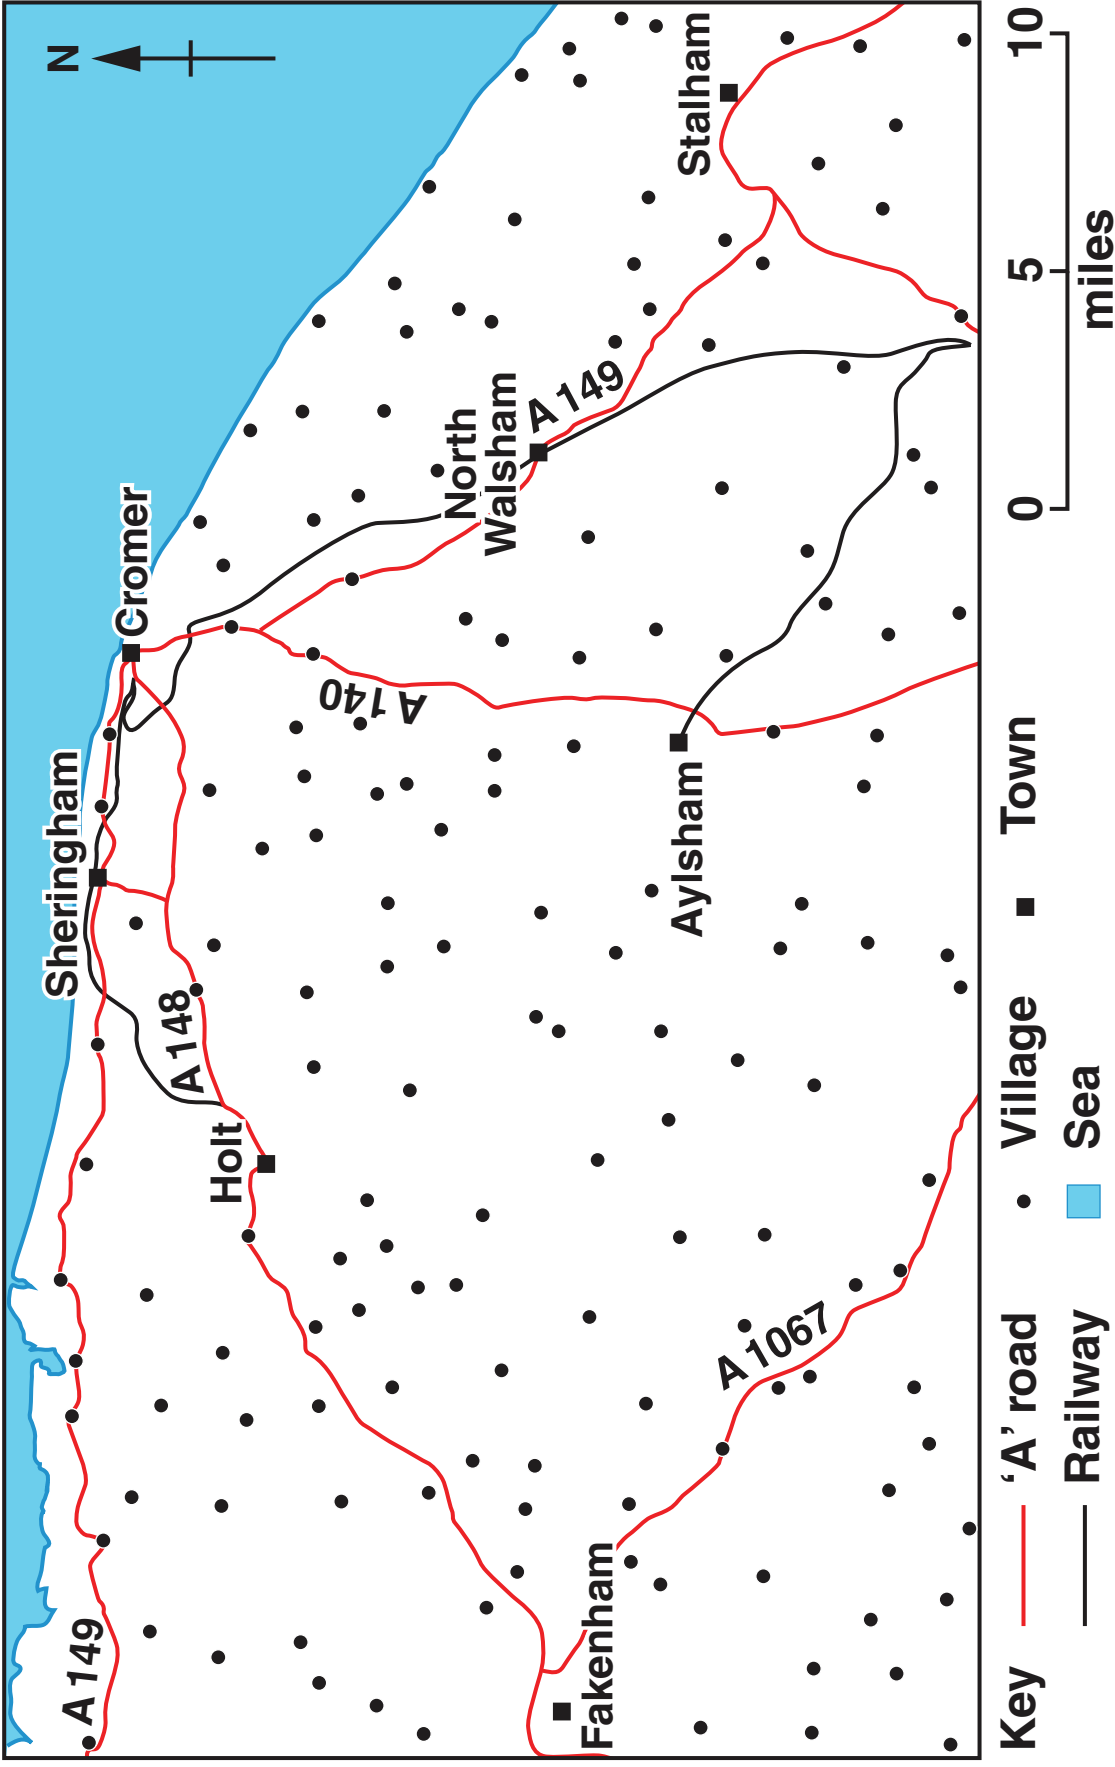 N
Sheringham
Cromer
A 149
A 148
Holt
A 140
North
Walsham
A 149
Stalham
Aylsham
Fakenham
A 1067
Key
‘A’ road
Village
Town
Railway
Sea
0 5 10
miles